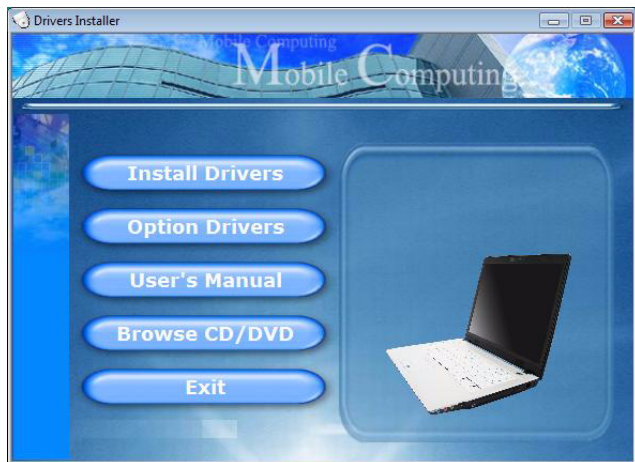 Drivers Installer
Mobile Computing
Mobile Computing
Install Drivers
Option Drivers
User's Manual
Browse CD/DVD
Exit